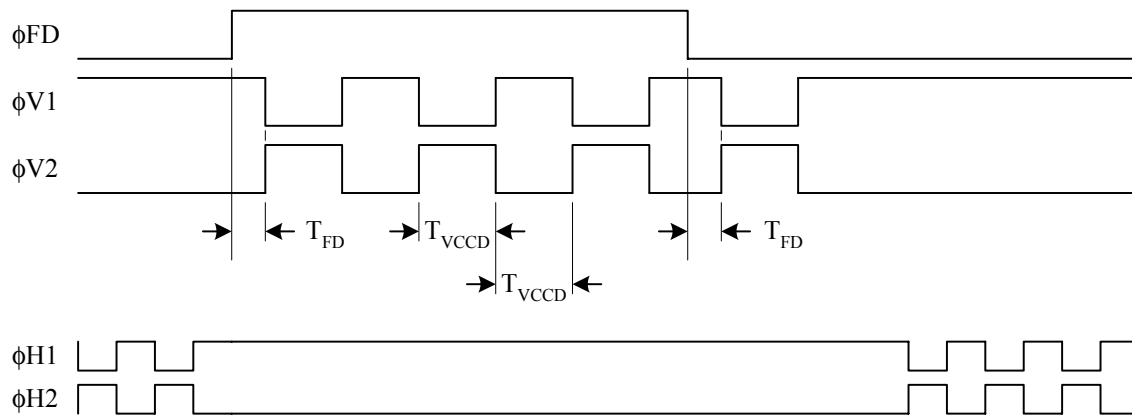 ϕFD
ϕV1
ϕV2
T_FD T_VCCD T_FD
T_VCCD
ϕH1
ϕH2